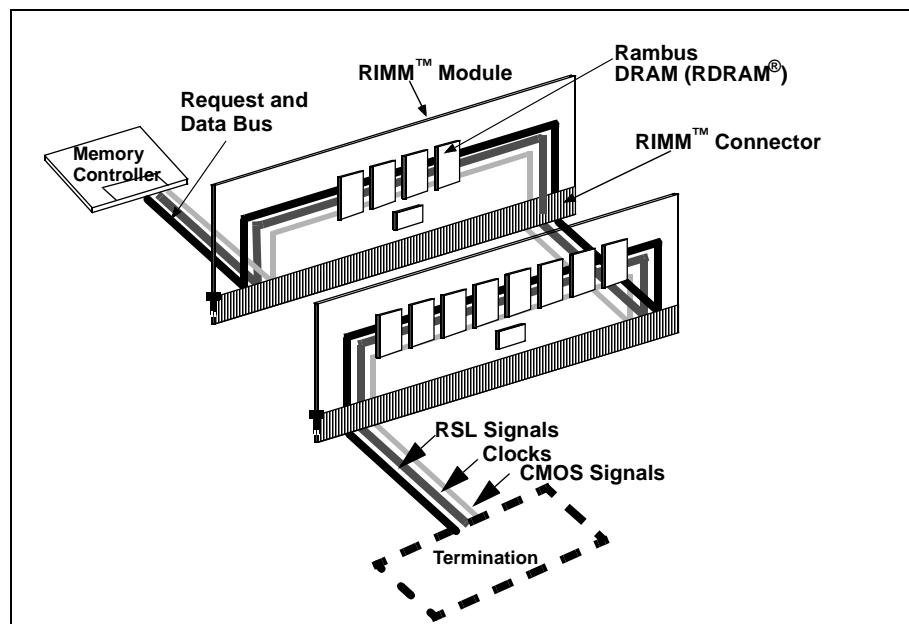 Rambus
DRAM (RDRAM®)
RIMM™ Module
Request and
Data Bus
RIMM™ Connector
Memory
Controller
RSL Signals
Clocks
CMOS Signals
Termination